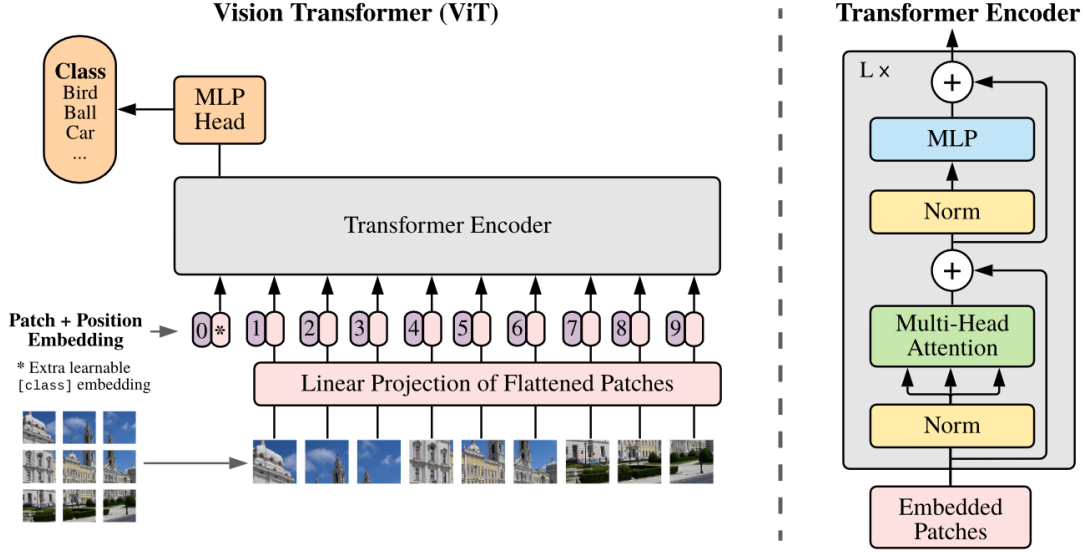 Vision Transformer (ViT)
Class
Bird
Ball
Car
...
MLP
Head
Transformer Encoder
Patch + Position
Embedding
0 * 1 2 3 4 5 6 7 8 9
* Extra learnable
[class] embedding
Linear Projection of Flattened Patches
Transformer Encoder
L ×
+
MLP
Norm
+
Multi-Head
Attention
Norm
Embedded
Patches